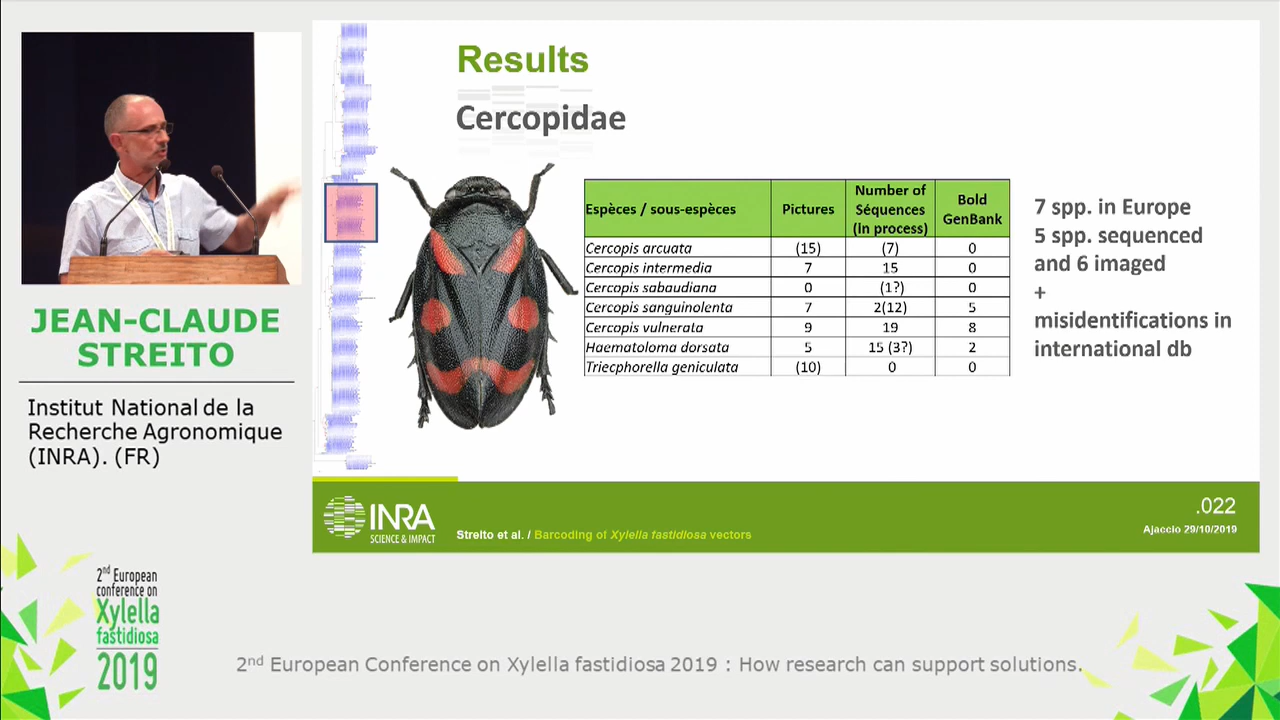 Results
Cercopidae
Espèces / sous-espèces Pictures Number of Séquences (In process) Bold GenBank
Cercopis arcuata (15) (7) 0
Cercopis intermedia 7 15 0
Cercopis sabaudiana 0 (1?) 0
Cercopis sanguinolenta 7 2(12) 5
Cercopis vulnerata 9 19 8
Haematoloma dorsata 5 15 (3?) 2
Triecphorella geniculata (10) 0 0
7 spp. in Europe
5 spp. sequenced
and 6 imaged
+
misidentifications in
international db
JEAN-CLAUDE
STREITO
Institut National de la
Recherche Agronomique
(INRA). (FR)
INRA
SCIENCE & IMPACT
Streito et al. / Barcoding of Xylella fastidiosa vectors
.022
Ajaccio 29/10/2019
2nd European
conference on
Xylella
fastidiosa
2019
2nd European Conference on Xylella fastidiosa 2019 : How research can support solutions.